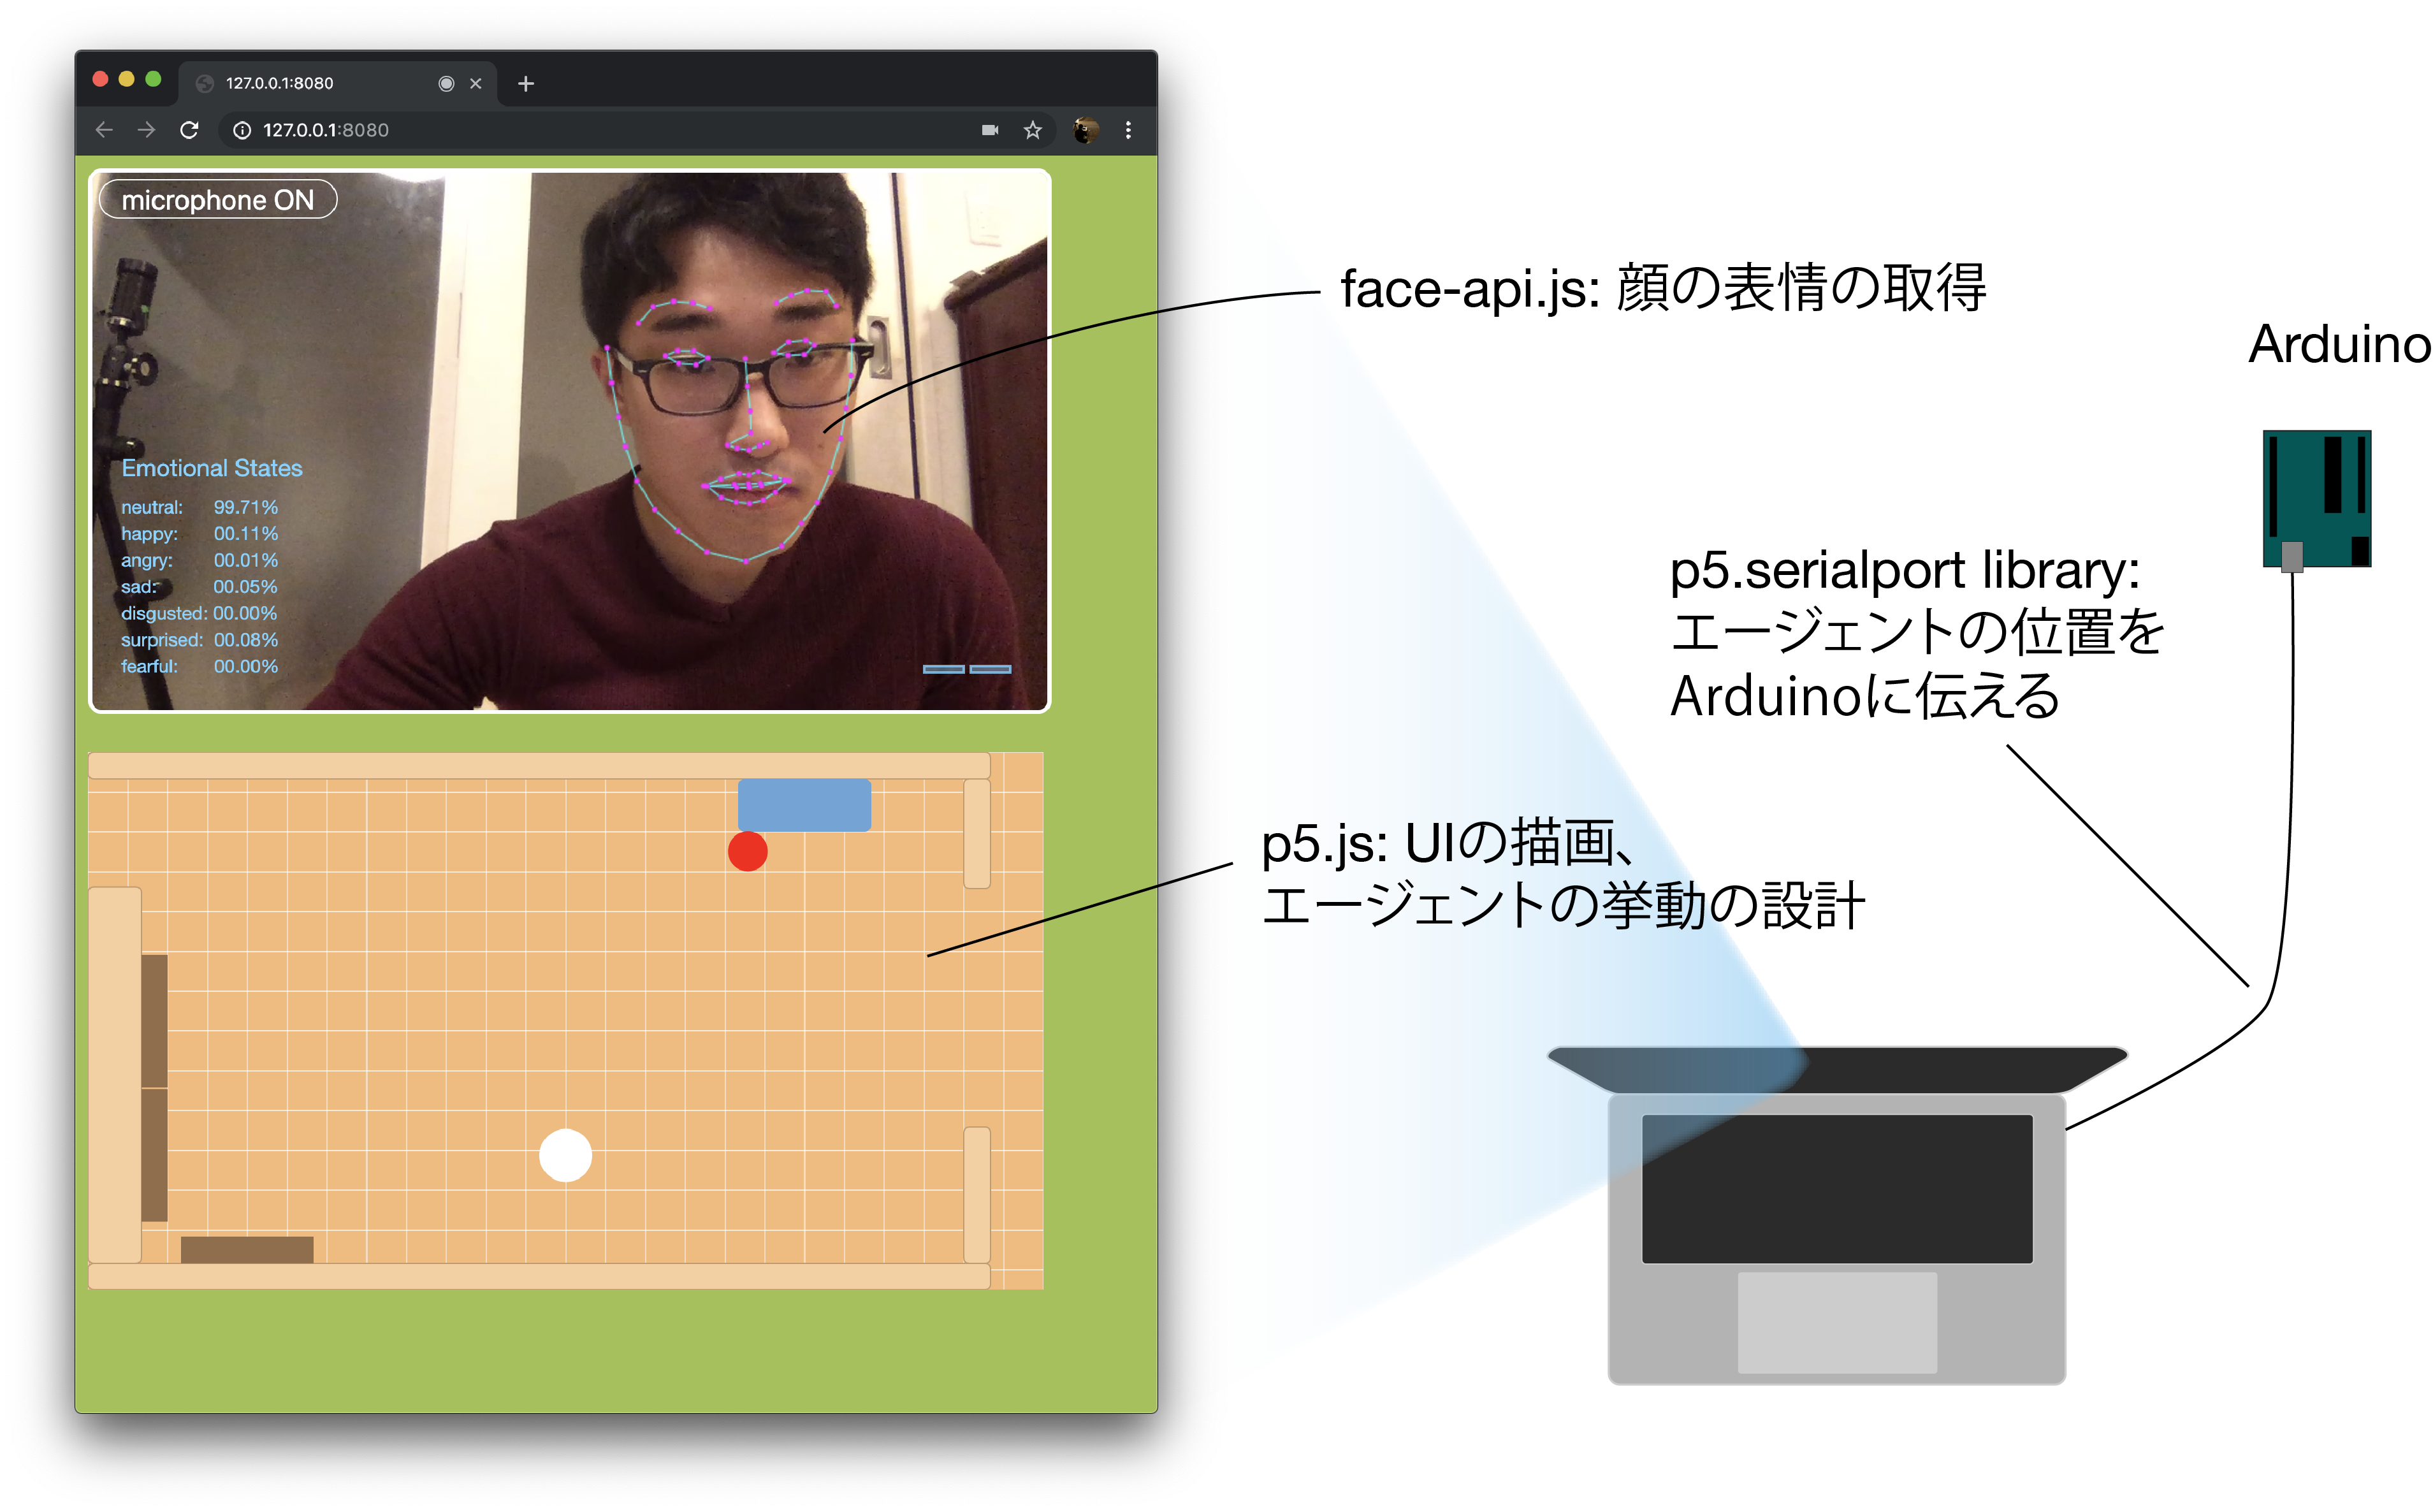 127.0.0.1:8080
127.0.0.1:8080
microphone ON
Emotional States
neutral: 99.71%
happy: 00.11%
angry: 00.01%
sad: 00.05%
disgusted: 00.00%
surprised: 00.08%
fearful: 00.00%
face-api.js: 顔の表情の取得
Arduino
p5.serialport library:
エージェントの位置を
Arduinoに伝える
p5.js: UIの描画、
エージェントの挙動の設計